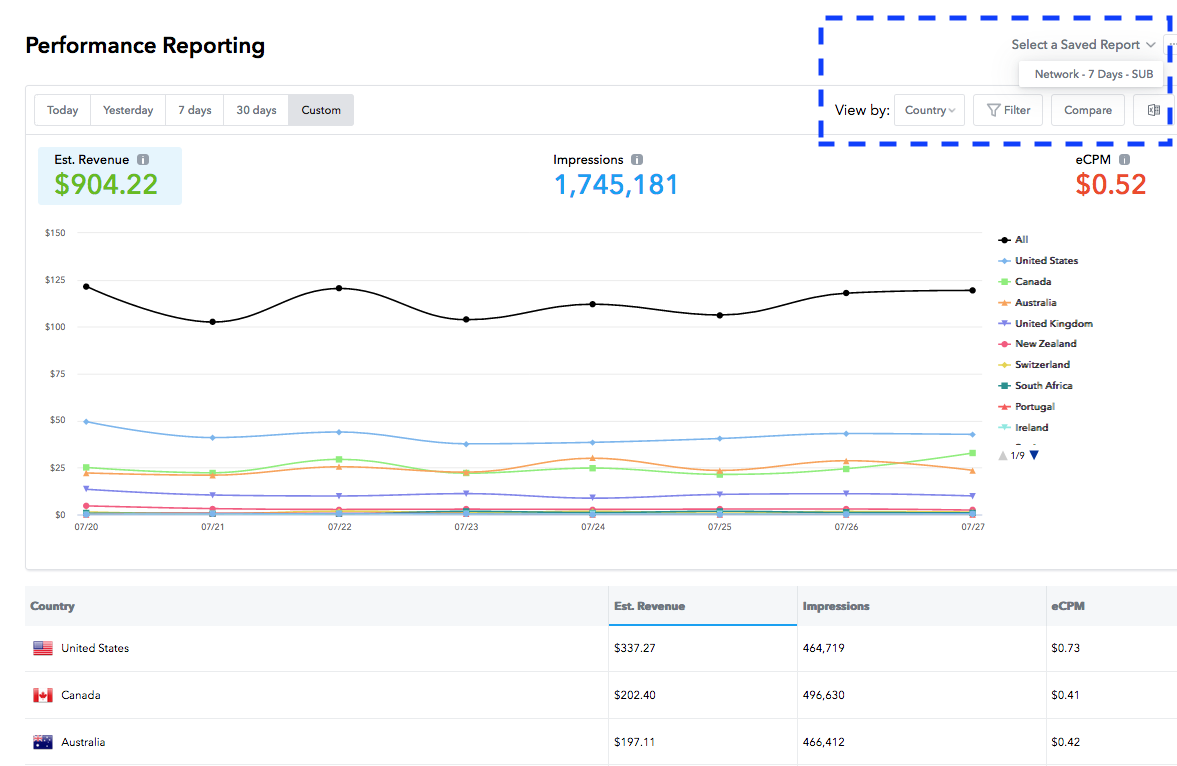 Performance Reporting
Select a Saved Report
Network - 7 Days - SUB
Today Yesterday 7 days 30 days Custom
View by: Country Filter Compare
Est. Revenue i
Impressions i
eCPM i
$904.22
1,745,181
$0.52
$150
$125
$100
$75
$50
$25
$0
07/20 07/21 07/22 07/23 07/24 07/25 07/26 07/27
All
United States
Canada
Australia
United Kingdom
New Zealand
Switzerland
South Africa
Portugal
Ireland
1/9
Country Est. Revenue Impressions eCPM
United States $337.27 464,719 $0.73
Canada $202.40 496,630 $0.41
Australia $197.11 466,412 $0.42